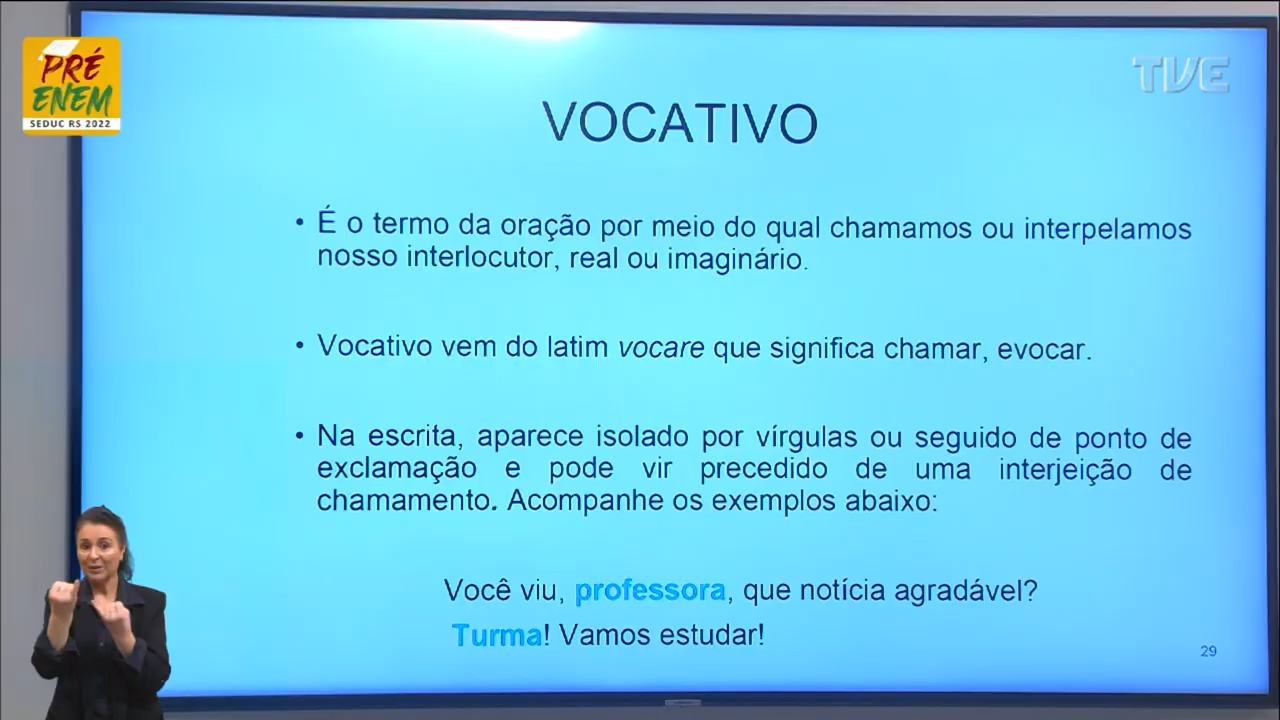 PRÉ
ENEM
SEDUC RS 2022
TVE
VOCATIVO
• É o termo da oração por meio do qual chamamos ou interpelamos
nosso interlocutor, real ou imaginário.
• Vocativo vem do latim vocare que significa chamar, evocar.
• Na escrita, aparece isolado por vírgulas ou seguido de ponto de
exclamação e pode vir precedido de uma interjeição de
chamamento. Acompanhe os exemplos abaixo:
Você viu, professora, que notícia agradável?
Turma! Vamos estudar!
29